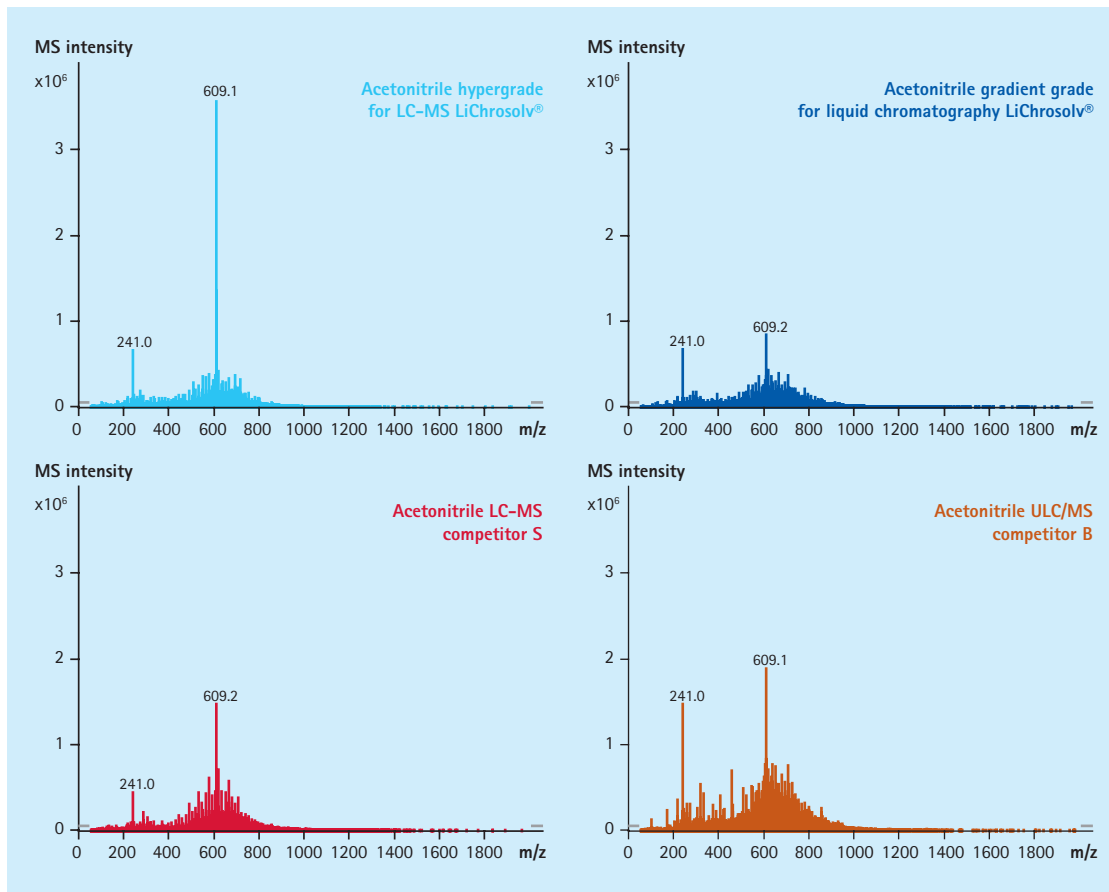 MS intensity
x10⁶
Acetonitrile hypergrade
for LC-MS LiChrosolv®
609.1
3
2
1
241.0
0
0 200 400 600 800 1000 1200 1400 1600 1800 m/z
MS intensity
x10⁶
Acetonitrile gradient grade
for liquid chromatography LiChrosolv®
3
2
1
241.0
609.2
0
0 200 400 600 800 1000 1200 1400 1600 1800 m/z
MS intensity
x10⁶
Acetonitrile LC-MS
competitor S
3
2
609.2
1
241.0
0
0 200 400 600 800 1000 1200 1400 1600 1800 m/z
MS intensity
x10⁶
Acetonitrile ULC/MS
competitor B
3
2
609.1
241.0
1
0
0 200 400 600 800 1000 1200 1400 1600 1800 m/z